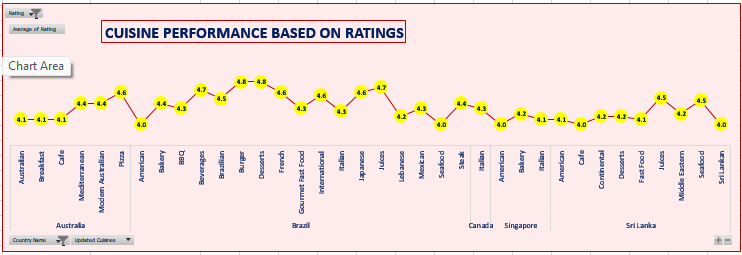 Rating
Average of Rating
CUISINE PERFORMANCE BASED ON RATINGS
Chart Area
4.1 4.1 4.1 4.4 4.4 4.6 4.0 4.4 4.3 4.7 4.5 4.8 4.8 4.6 4.3 4.6 4.3 4.6 4.7 4.2 4.3 4.0 4.4 4.3 4.0 4.2 4.1 4.1 4.0 4.2 4.2 4.1 4.5 4.2 4.5 4.0
Australian
Breakfast
Cafe
Mediterranean
Modern Australian
Pizza
American
Bakery
BBQ
Beverages
Brazilian
Burger
Desserts
French
Gourmet Fast Food
International
Italian
Japanese
Juices
Lebanese
Mexican
Seafood
Steak
Italian
American
Bakery
Italian
American
Cafe
Continental
Desserts
Fast Food
Juices
Middle Eastern
Seafood
Sri Lankan
Australia Brazil Canada Singapore Sri Lanka
Country Name Updated Cuisines